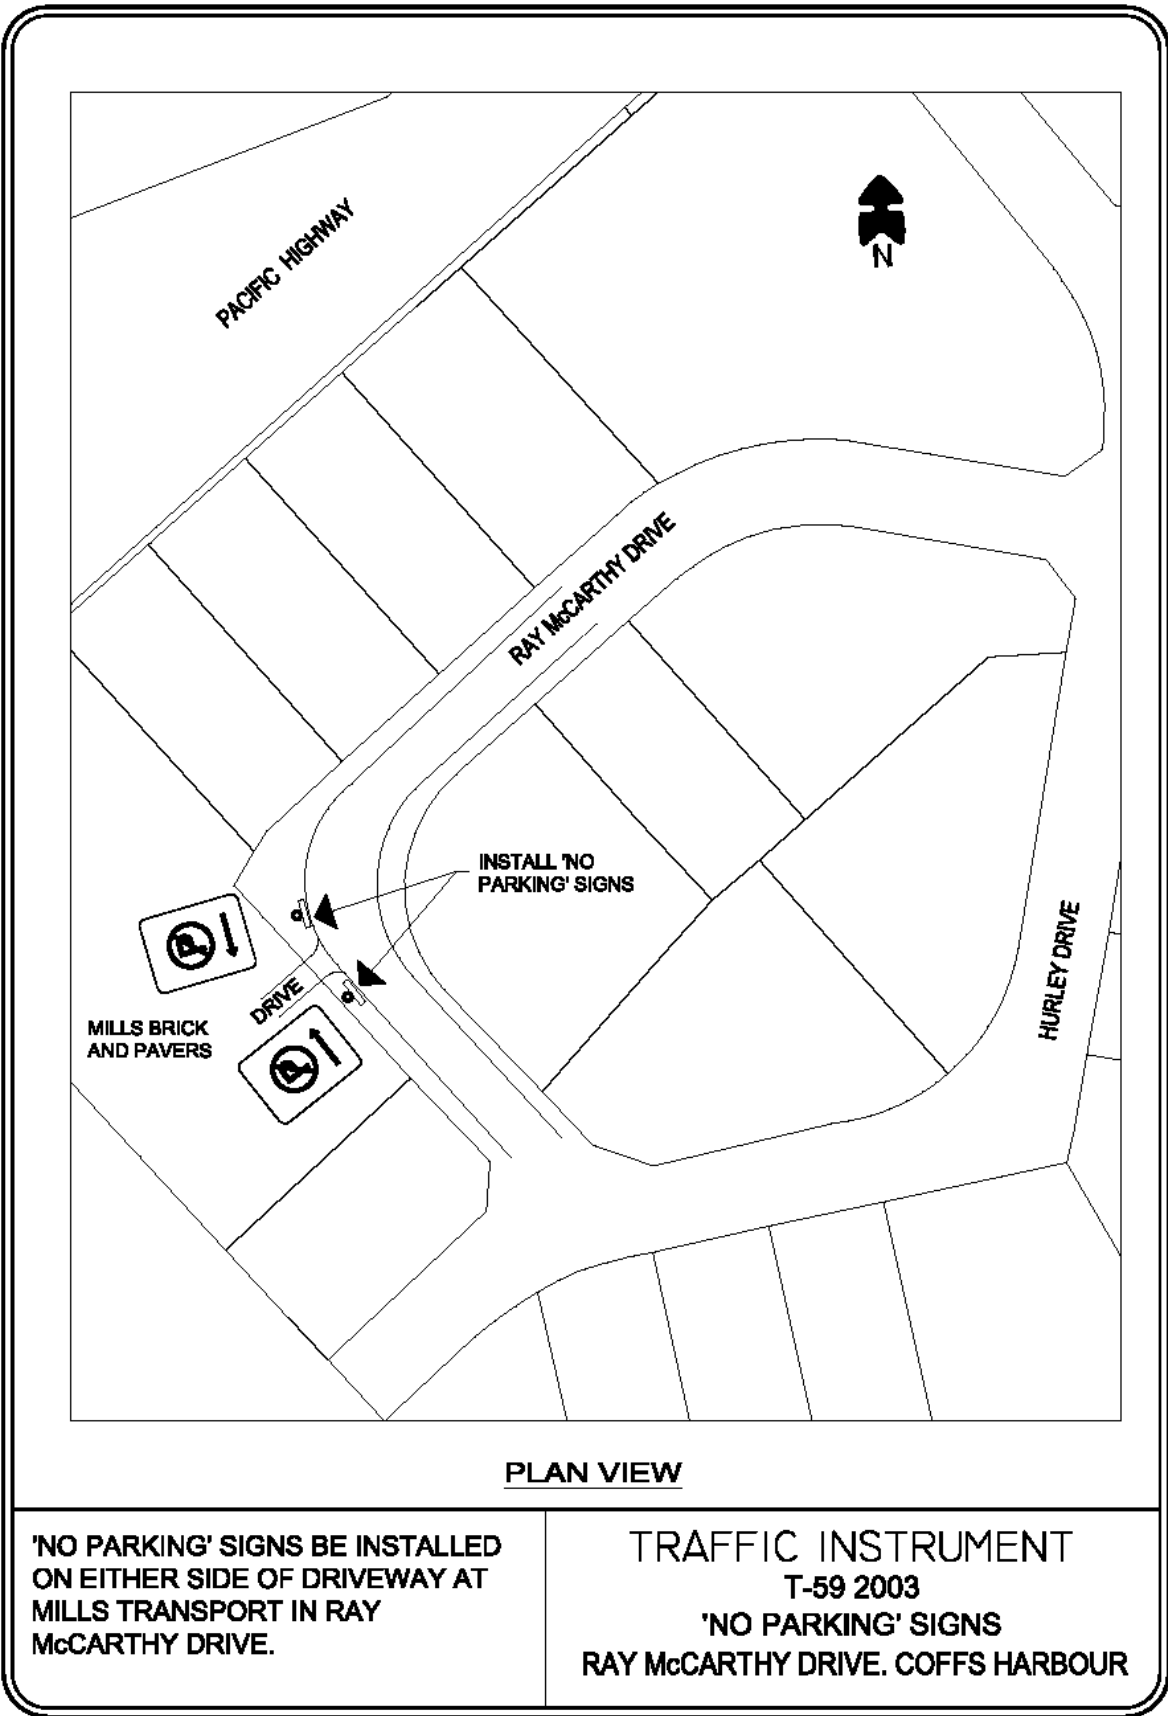 PACIFIC HIGHWAY
N
RAY McCARTHY DRIVE
INSTALL 'NO
PARKING' SIGNS
HURLEY DRIVE
P
DRIVE
MILLS BRICK
AND PAVERS
P
PLAN VIEW
'NO PARKING' SIGNS BE INSTALLED
ON EITHER SIDE OF DRIVEWAY AT
MILLS TRANSPORT IN RAY
McCARTHY DRIVE.
TRAFFIC INSTRUMENT
T-59 2003
'NO PARKING' SIGNS
RAY McCARTHY DRIVE. COFFS HARBOUR